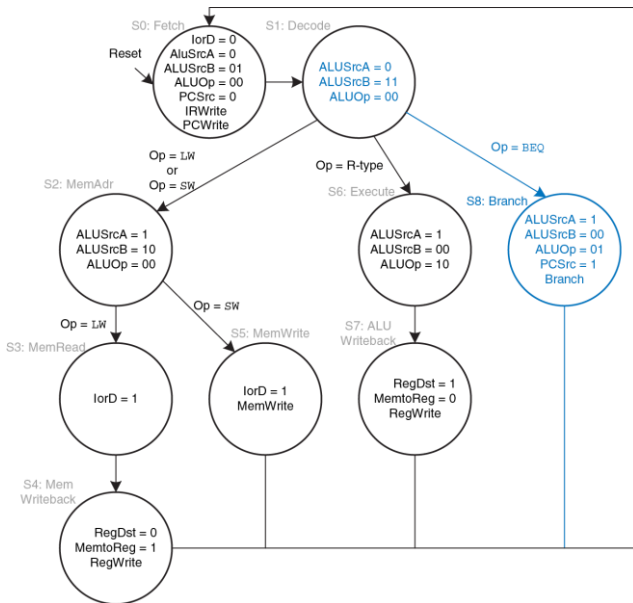 S0: Fetch
S1: Decode
Reset
IorD = 0
AluSrcA = 0
ALUSrcB = 01
ALUOp = 00
PCSrc = 0
IRWrite
PCWrite
ALUSrcA = 0
ALUSrcB = 11
ALUOp = 00
Op = LW
or
Op = SW
Op = R-type
Op = BEQ
S2: MemAdr
S6: Execute
S8: Branch
ALUSrcA = 1
ALUSrcB = 10
ALUOp = 00
ALUSrcA = 1
ALUSrcB = 00
ALUOp = 10
ALUSrcA = 1
ALUSrcB = 00
ALUOp = 01
PCSrc = 1
Branch
Op = LW
Op = SW
S3: MemRead
S5: MemWrite
S7: ALU
Writeback
IorD = 1
IorD = 1
MemWrite
RegDst = 1
MemtoReg = 0
RegWrite
S4: Mem
Writeback
RegDst = 0
MemtoReg = 1
RegWrite